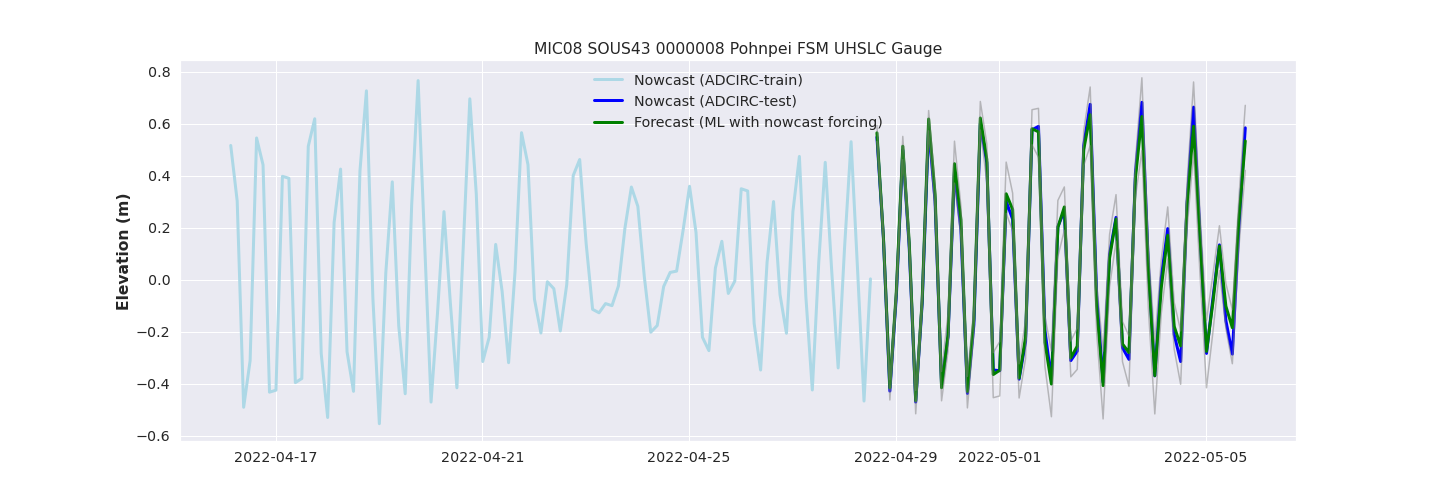 MIC08 SOUS43 0000008 Pohnpei FSM UHSLC Gauge
Nowcast (ADCIRC-train)
Nowcast (ADCIRC-test)
Forecast (ML with nowcast forcing)
Elevation (m)
0.8
0.6
0.4
0.2
0.0
−0.2
−0.4
−0.6
2022-04-17 2022-04-21 2022-04-25 2022-04-29 2022-05-01 2022-05-05